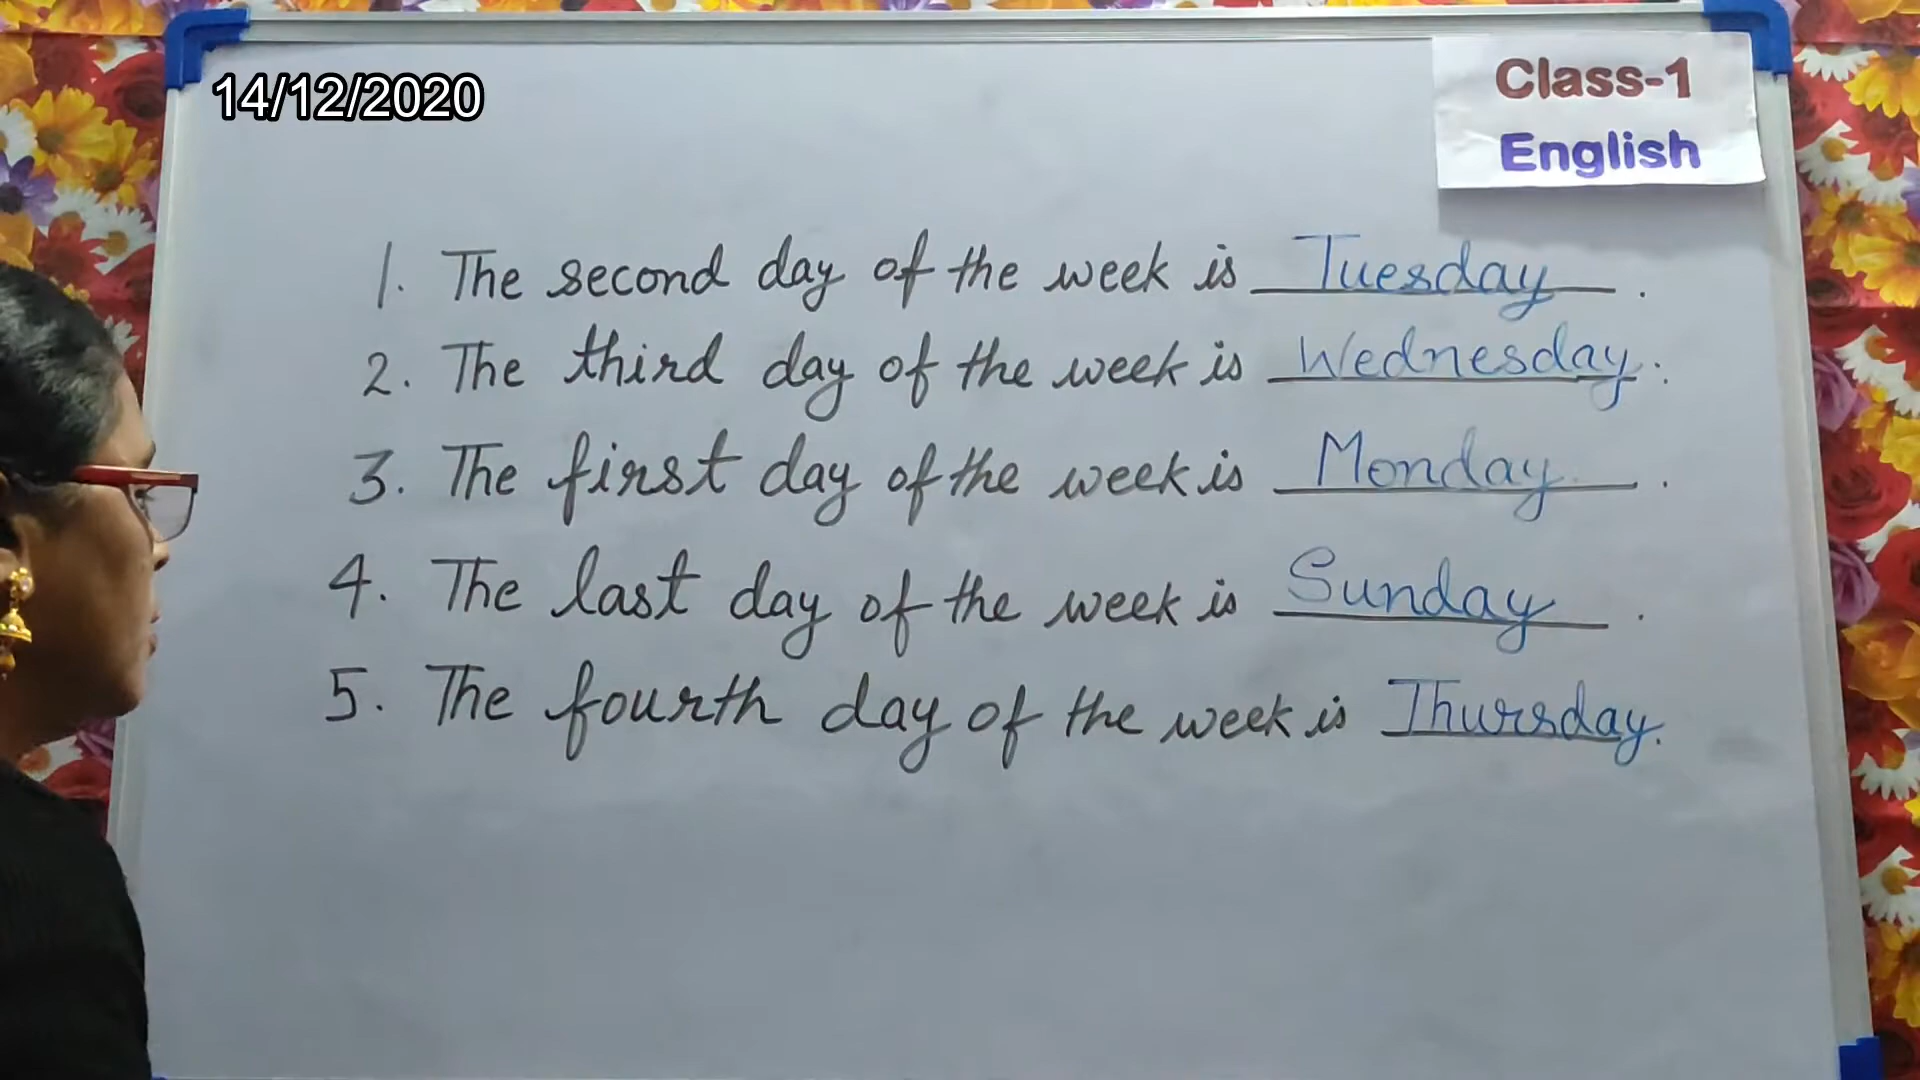 14/12/2020
Class-1
English
1. The second day of the week is Tuesday.
2. The third day of the week is Wednesday.
3. The first day of the week is Monday.
4. The last day of the week is Sunday.
5. The fourth day of the week is Thursday.